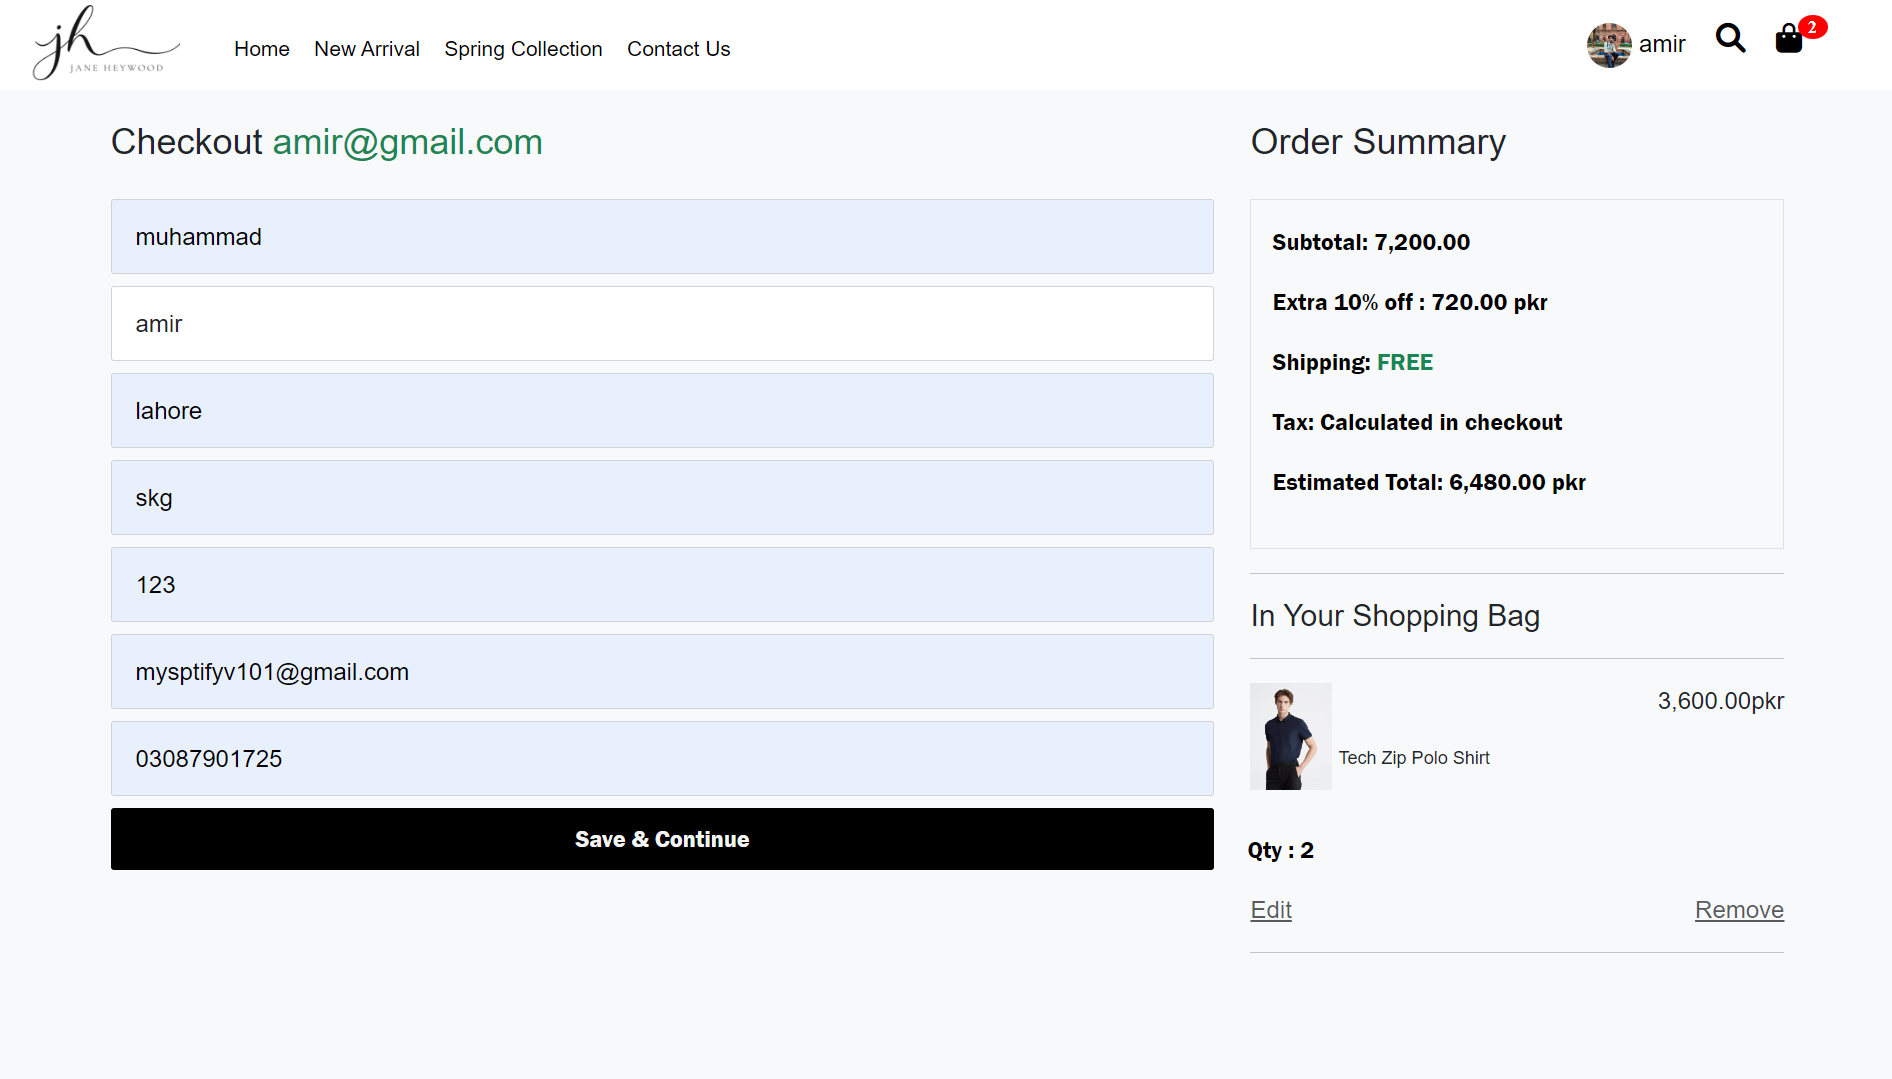 jh
JANE HEYWOOD
Home New Arrival Spring Collection Contact Us
amir
2
Checkout amir@gmail.com
muhammad
amir
lahore
skg
123
mysptifyv101@gmail.com
03087901725
Save & Continue
Order Summary
Subtotal: 7,200.00
Extra 10% off : 720.00 pkr
Shipping: FREE
Tax: Calculated in checkout
Estimated Total: 6,480.00 pkr
In Your Shopping Bag
3,600.00pkr
Tech Zip Polo Shirt
Qty : 2
Edit
Remove